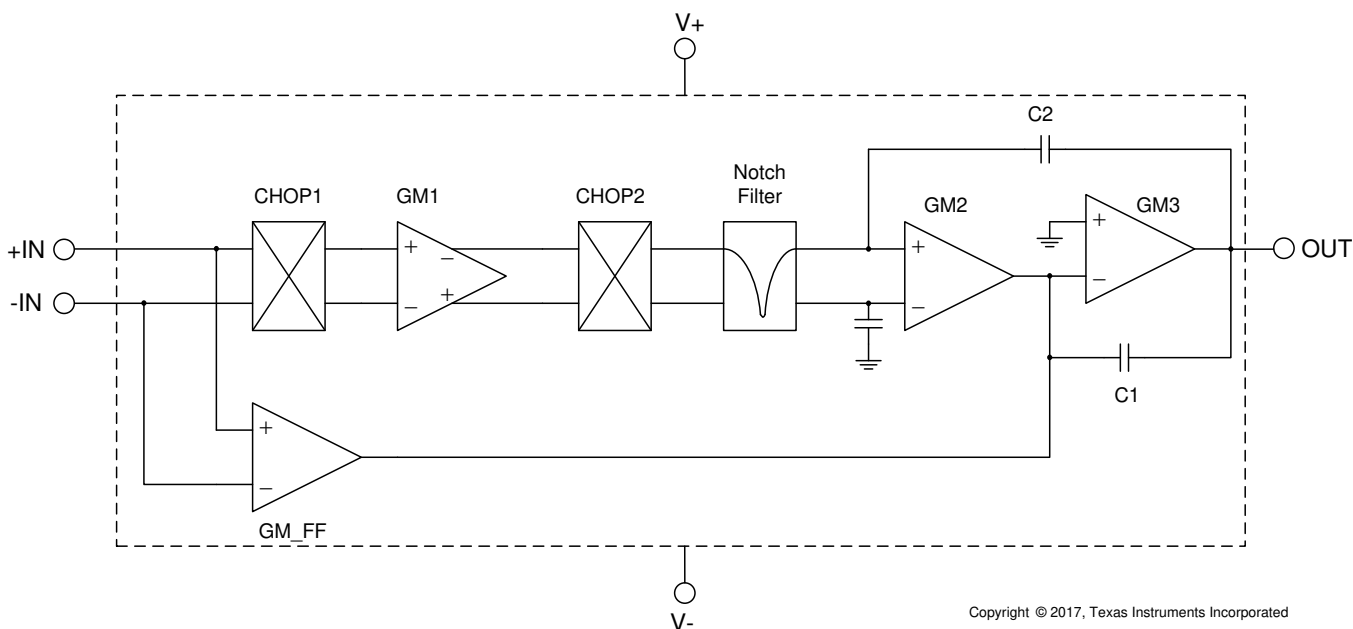 V+
C2
Notch
Filter
CHOP1
GM1
CHOP2
GM2
GM3
+IN
-IN
+
−
−
+
+
−
+
−
OUT
C1
+
−
GM_FF
V-
Copyright © 2017, Texas Instruments Incorporated